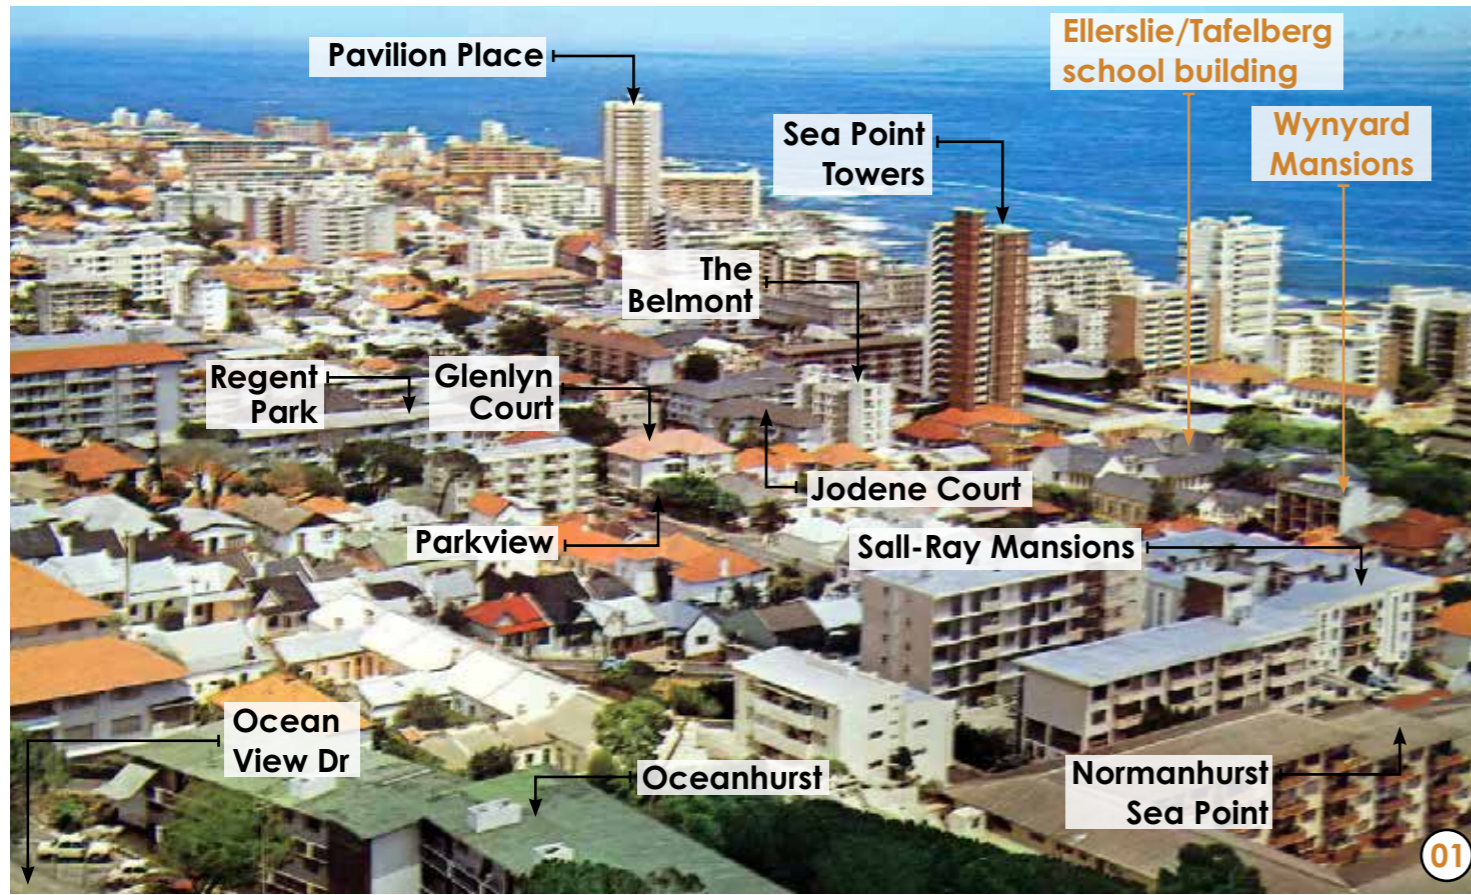 Pavilion Place
Ellerslie/Tafelberg
school building
Sea Point
Towers
Wynyard
Mansions
The
Belmont
Regent
Park
Glenlyn
Court
Jodene Court
Parkview
Sall-Ray Mansions
Ocean
View Dr
Oceanhurst
Normanhurst
Sea Point
01